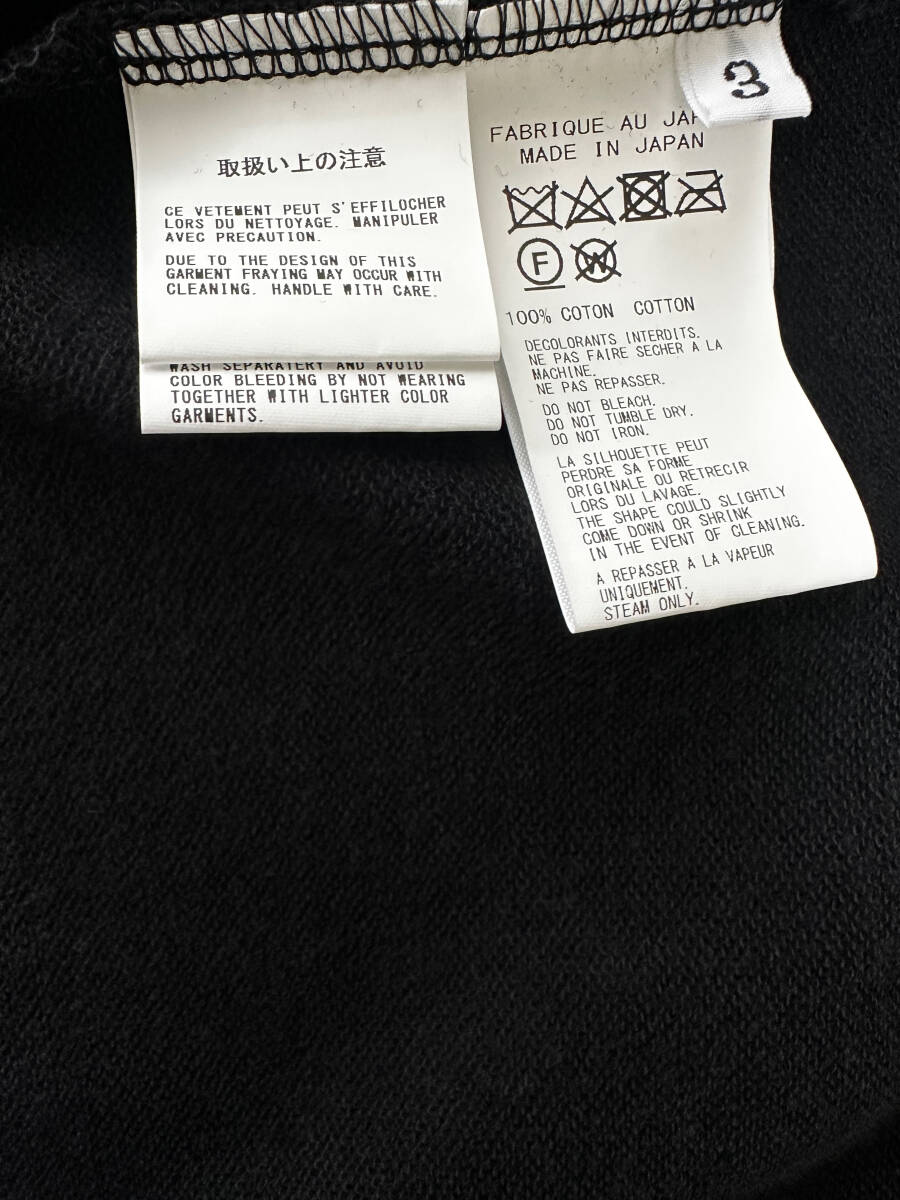 取扱い上の注意
CE VETEMENT PEUT S'EFFILOCHER
LORS DU NETTOYAGE. MANIPULER
AVEC PRECAUTION.
DUE TO THE DESIGN OF THIS
GARMENT FRAYING MAY OCCUR WITH
CLEANING. HANDLE WITH CARE.
WASH SEPARATERY AND AVOID
COLOR BLEEDING BY NOT WEARING
TOGETHER WITH LIGHTER COLOR
GARMENTS.
3
FABRIQUE AU JAP
MADE IN JAPAN
F
W
100% COTON COTTON
DECOLORANTS INTERDITS.
NE PAS FAIRE SECHER A LA
MACHINE.
NE PAS REPASSER.
DO NOT BLEACH.
DO NOT TUMBLE DRY.
DO NOT IRON.
LA SILHOUETTE PEUT
PERDRE SA FORME
ORIGINALE OU RETRECIR
LORS DU LAVAGE.
THE SHAPE COULD SLIGHTLY
COME DOWN OR SHRINK
IN THE EVENT OF CLEANING.
A REPASSER À LA VAPEUR
UNIQUEMENT.
STEAM ONLY.